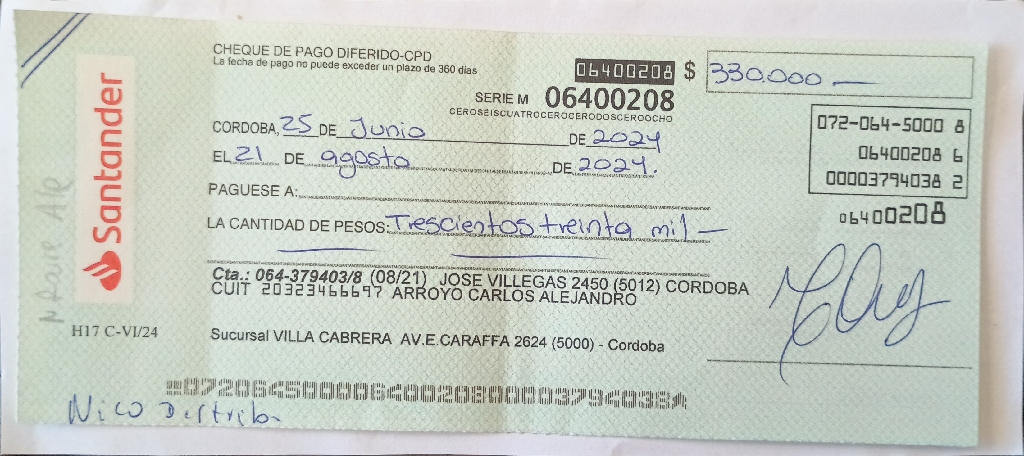 CHEQUE DE PAGO DIFERIDO-CPD
La fecha de pago no puede exceder un plazo de 360 dias
06400208 $ 330.000 —
SERIE M 06400208
CEROSEISCUATROCEROCERODOSCEROOCHO
072-064-5000 8
06400208 6
00003794038 2
06400208
CORDOBA, 25 DE Junio DE 2024
EL 21 DE agosto DE 2024.
PAGUESE A:
LA CANTIDAD DE PESOS: Trescientos treinta mil —
Cta.: 064-379403/8 (08/21) JOSE VILLEGAS 2450 (5012) CORDOBA
CUIT 20323466697 ARROYO CARLOS ALEJANDRO
Santander
H17 C-VI/24
Sucursal VILLA CABRERA AV.E.CARAFFA 2624 (5000) - Cordoba
07206450000640020800003794038
Nico Distrib.